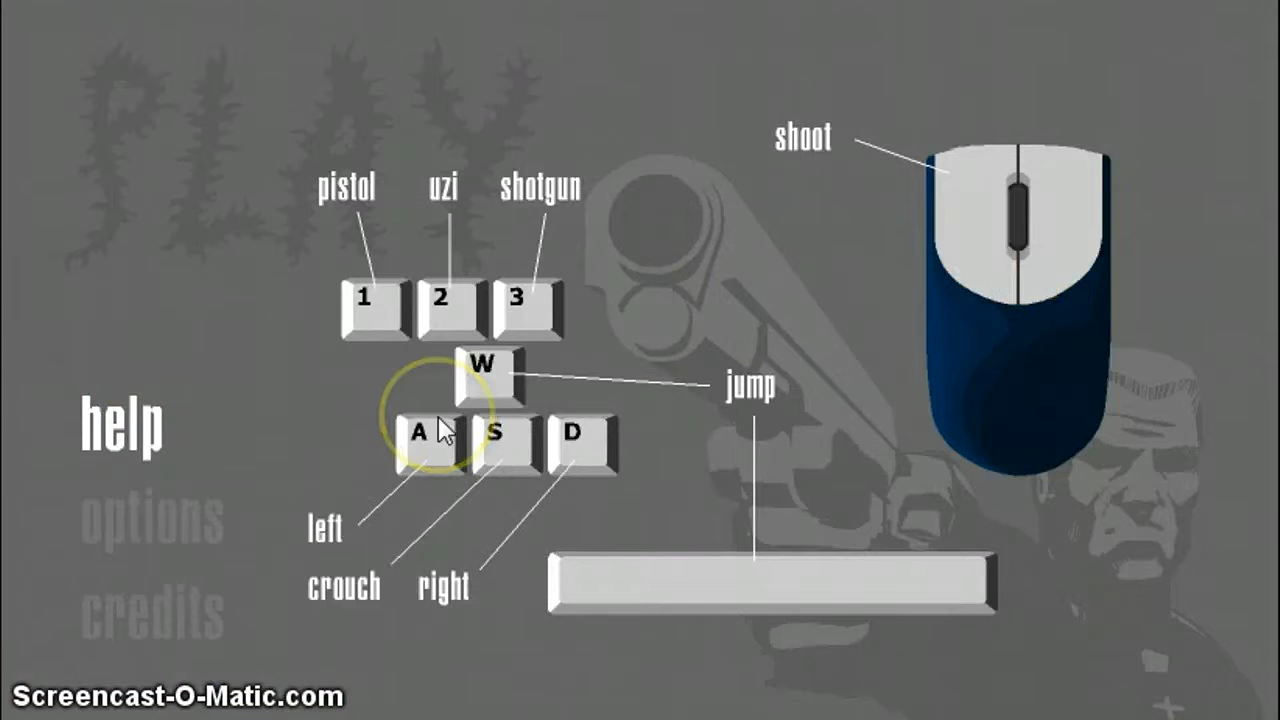 PLAY
shoot
pistol uzi shotgun
1 2 3
W
jump
help
A S D
options
left
crouch right
credits
Screencast-O-Matic.com